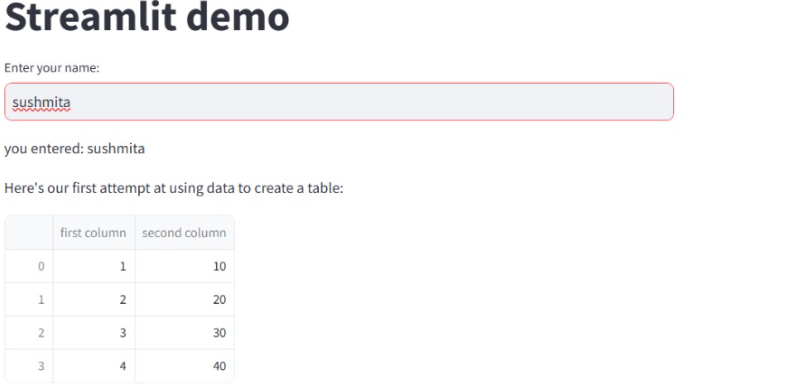 Streamlit demo
Enter your name:
sushmita
you entered: sushmita
Here's our first attempt at using data to create a table:
first column second column
0 1 10
1 2 20
2 3 30
3 4 40